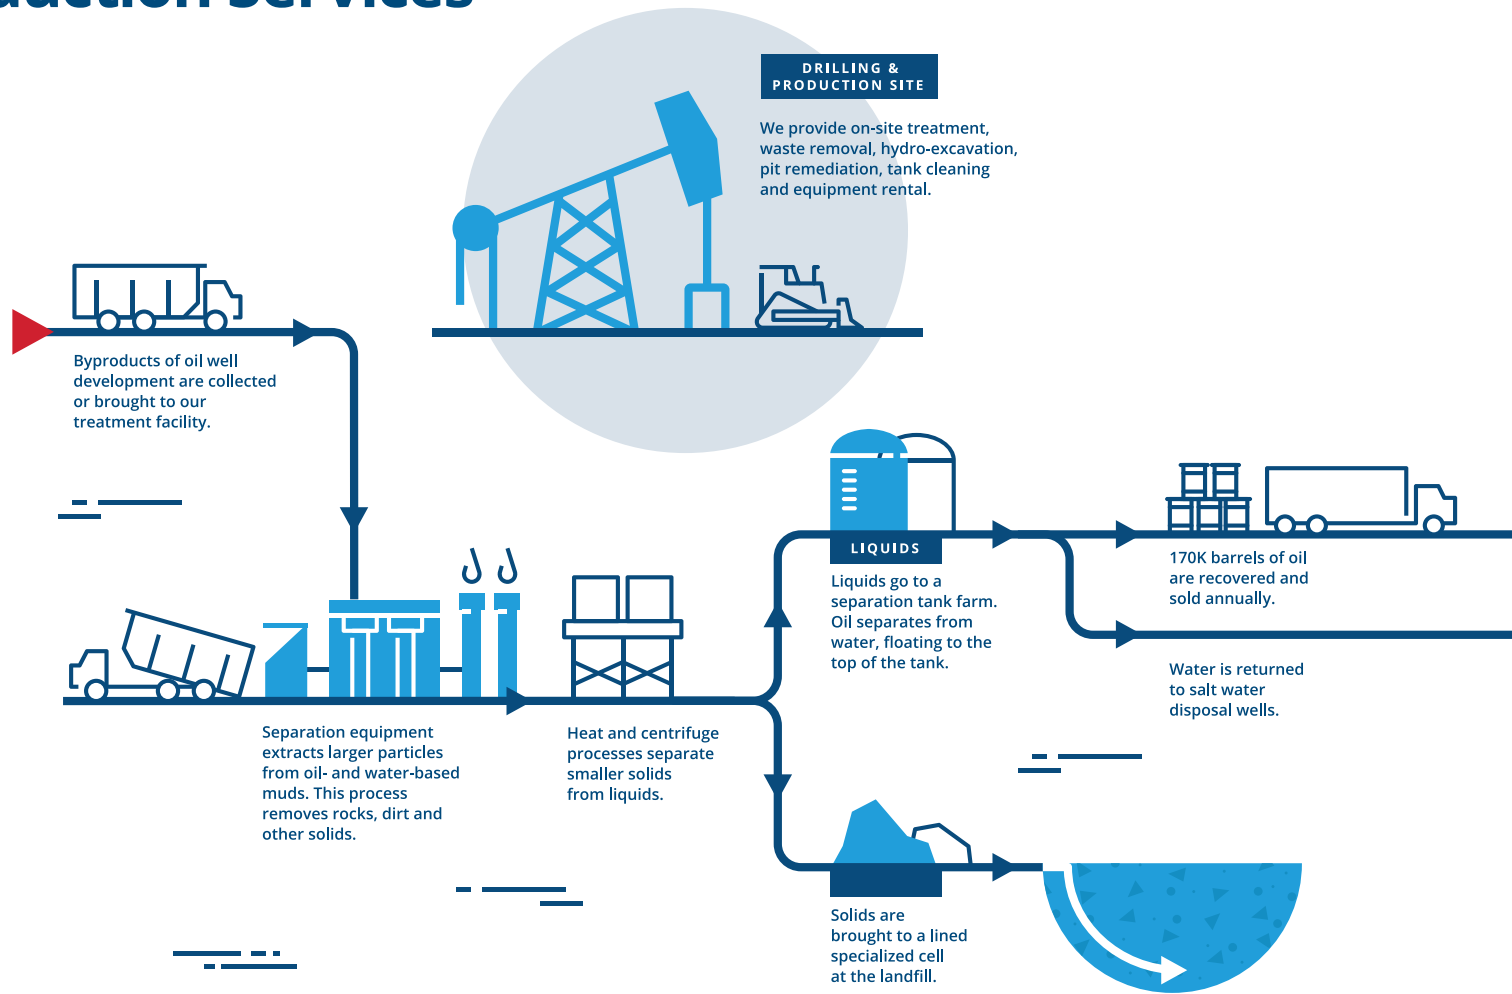 Services
DRILLING &
PRODUCTION SITE
We provide on-site treatment,
waste removal, hydro-excavation,
pit remediation, tank cleaning
and equipment rental.
Byproducts of oil well
development are collected
or brought to our
treatment facility.
LIQUIDS
Liquids go to a
separation tank farm.
Oil separates from
water, floating to the
top of the tank.
170K barrels of oil
are recovered and
sold annually.
Water is returned
to salt water
disposal wells.
Separation equipment
extracts larger particles
from oil- and water-based
muds. This process
removes rocks, dirt and
other solids.
Heat and centrifuge
processes separate
smaller solids
from liquids.
Solids are
brought to a lined
specialized cell
at the landfill.